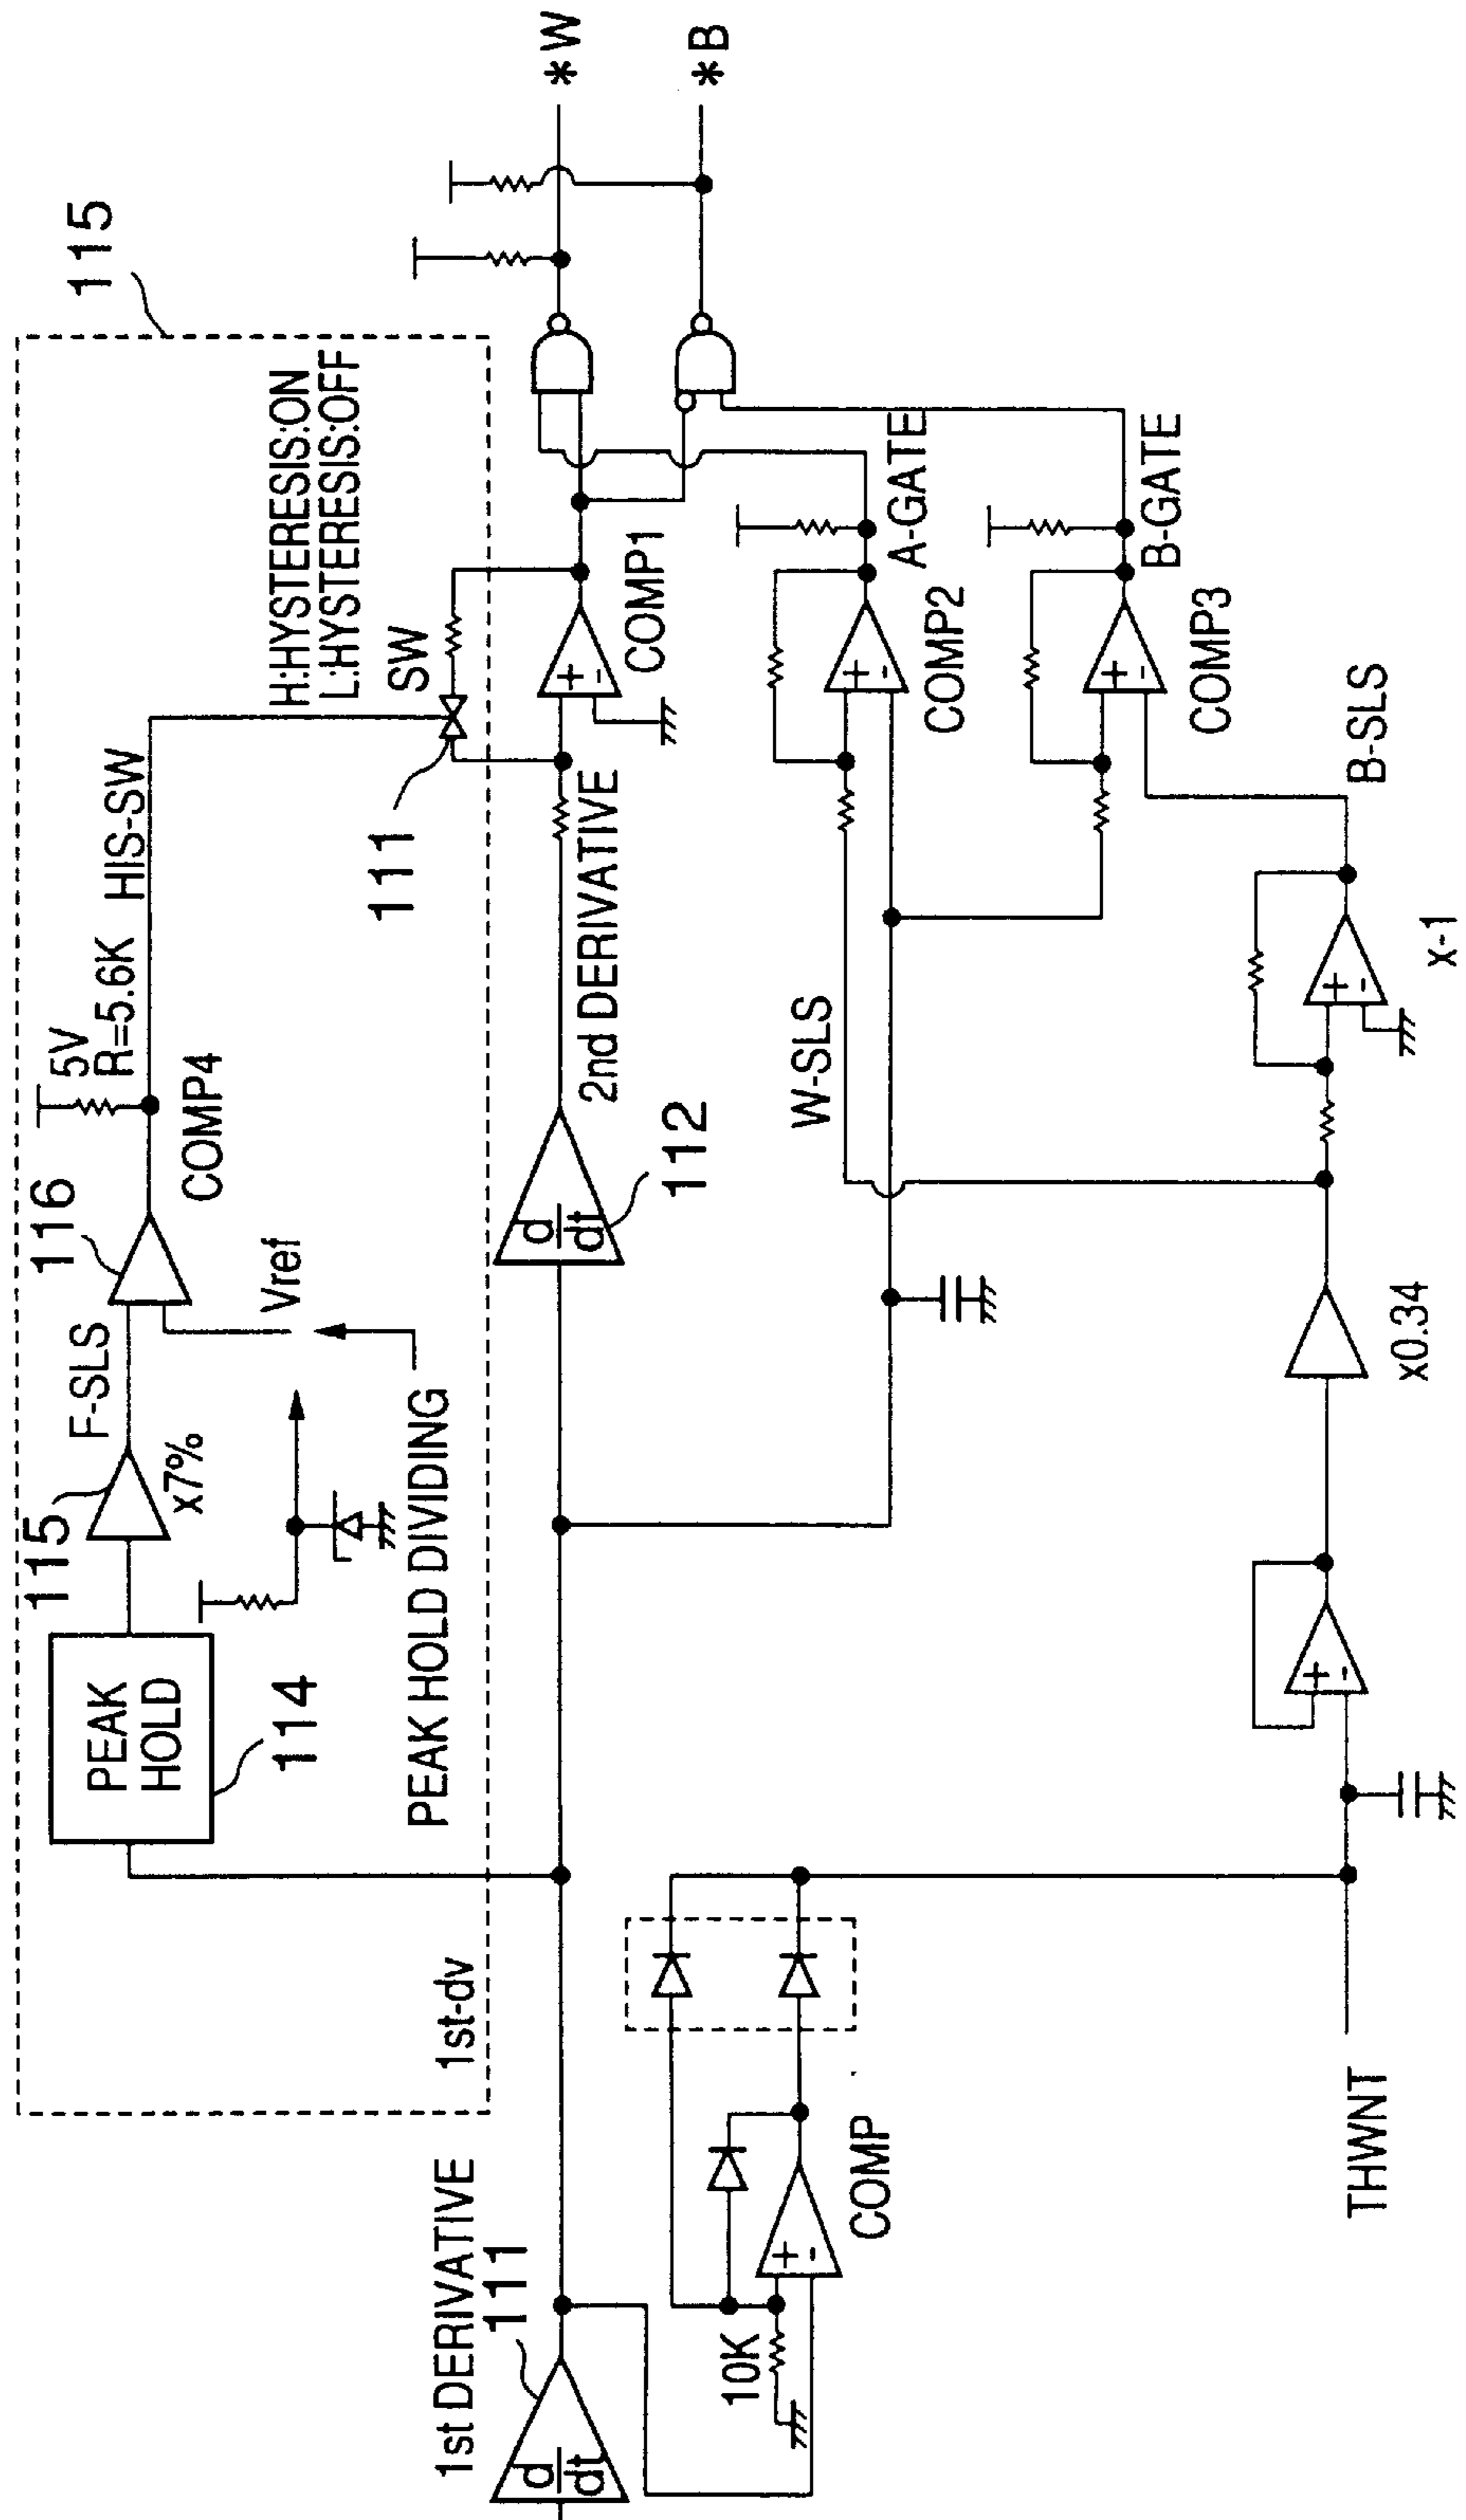 115
H:HYSTERESIS:ON
L:HYSTERESIS:OFF
5V
R=5.6K
HIS-SW
SW
111
116
COMP4
F-SLS
115
x7%
Vref
PEAK
HOLD
114
PEAK HOLD DIVIDING
1st-dv
1st DERIVATIVE
111
d
dt
d
dt
112
2nd DERIVATIVE
+
-
COMP1
*W
*B
10K
+
-
COMP
W-SLS
+
-
COMP2
A-GATE
+
-
COMP3
B-GATE
THWNT
+
-
x0.34
+
-
x-1
B-SLS